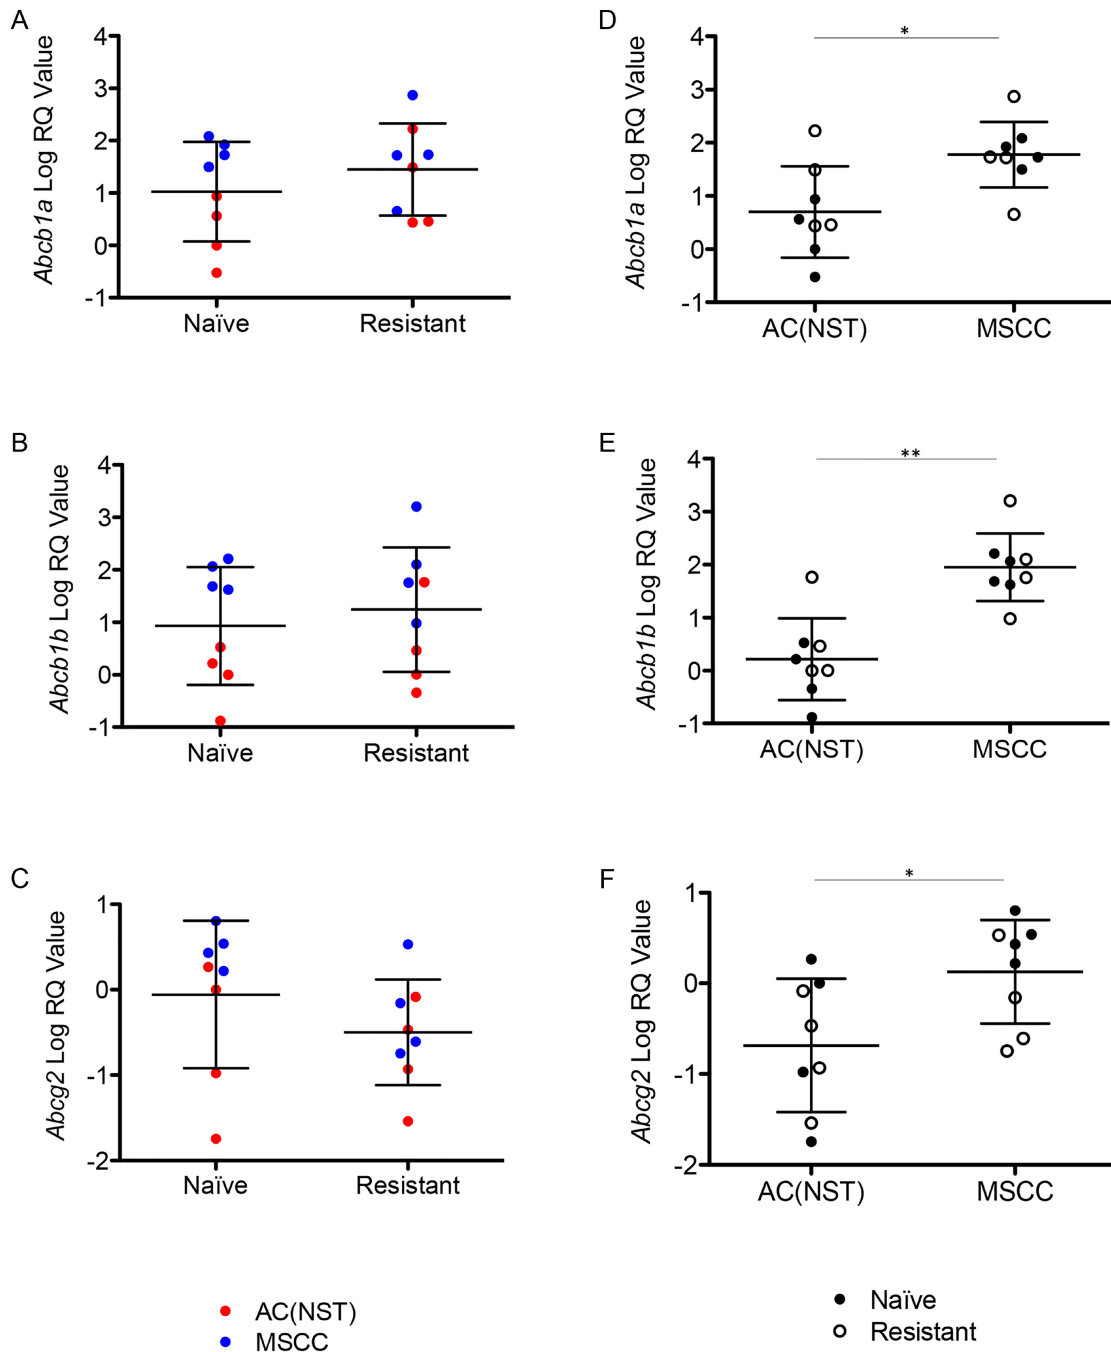 A
Abcb1a Log RQ Value
4
3
2
1
0
-1
Naïve
Resistant
D
*
Abcb1a Log RQ Value
4
3
2
1
0
-1
AC(NST)
MSCC
B
Abcb1b Log RQ Value
4
3
2
1
0
-1
Naïve
Resistant
E
**
Abcb1b Log RQ Value
4
3
2
1
0
-1
AC(NST)
MSCC
C
Abcg2 Log RQ Value
1
0
-1
-2
Naïve
Resistant
F
*
Abcg2 Log RQ Value
1
0
-1
-2
AC(NST)
MSCC
AC(NST)
MSCC
Naïve
Resistant